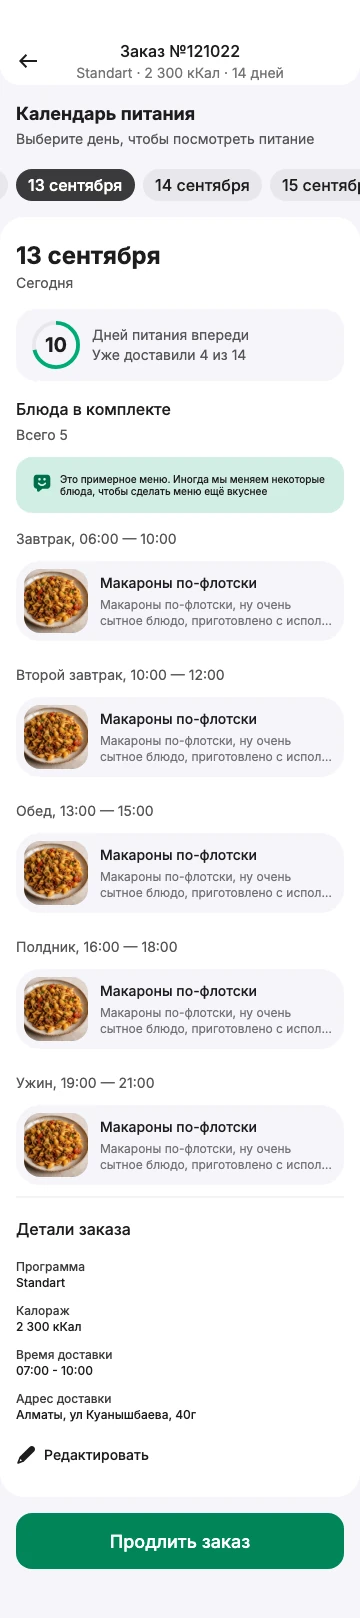 Заказ №121022
Standart · 2 300 кКал · 14 дней
Календарь питания
Выберите день, чтобы посмотреть питание
13 сентября
14 сентября
15 сентябр
13 сентября
Сегодня
10
Дней питания впереди
Уже доставили 4 из 14
Блюда в комплекте
Всего 5
Это примерное меню. Иногда мы меняем некоторые
блюда, чтобы сделать меню ещё вкуснее
Завтрак, 06:00 — 10:00
Макароны по-флотски
Макароны по-флотски, ну очень
сытное блюдо, приготовлено с испол...
Второй завтрак, 10:00 — 12:00
Макароны по-флотски
Макароны по-флотски, ну очень
сытное блюдо, приготовлено с испол...
Обед, 13:00 — 15:00
Макароны по-флотски
Макароны по-флотски, ну очень
сытное блюдо, приготовлено с испол...
Полдник, 16:00 — 18:00
Макароны по-флотски
Макароны по-флотски, ну очень
сытное блюдо, приготовлено с испол...
Ужин, 19:00 — 21:00
Макароны по-флотски
Макароны по-флотски, ну очень
сытное блюдо, приготовлено с испол...
Детали заказа
Программа
Standart
Калораж
2 300 кКал
Время доставки
07:00 - 10:00
Адрес доставки
Алматы, ул Куанышбаева, 40г
Редактировать
Продлить заказ